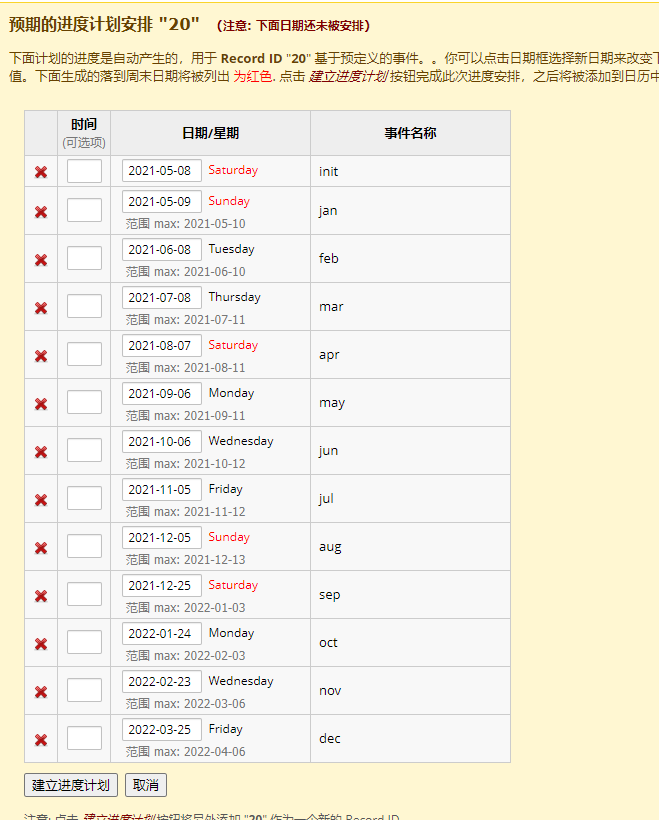 预期的进度计划安排 "20" （注意: 下面日期还未被安排）
下面计划的进度是自动产生的, 用于 Record ID "20" 基于预定义的事件。。你可以点击日期框选择新日期来改变下
值。下面生成的落到周末日期将被列出 为红色. 点击 建立进度计划 按钮完成此次进度安排, 之后将被添加到日历中
时间 日期/星期 事件名称
(可选项)
2021-05-08 Saturday init
2021-05-09 Sunday jan
范围 max: 2021-05-10
2021-06-08 Tuesday feb
范围 max: 2021-06-10
2021-07-08 Thursday mar
范围 max: 2021-07-11
2021-08-07 Saturday apr
范围 max: 2021-08-11
2021-09-06 Monday may
范围 max: 2021-09-11
2021-10-06 Wednesday jun
范围 max: 2021-10-12
2021-11-05 Friday jul
范围 max: 2021-11-12
2021-12-05 Sunday aug
范围 max: 2021-12-13
2021-12-25 Saturday sep
范围 max: 2022-01-03
2022-01-24 Monday oct
范围 max: 2022-02-03
2022-02-23 Wednesday nov
范围 max: 2022-03-06
2022-03-25 Friday dec
范围 max: 2022-04-06
建立进度计划 取消
注意: 点击 建立进度计划 按钮将另外添加 "20" 作为一个新的 Record ID